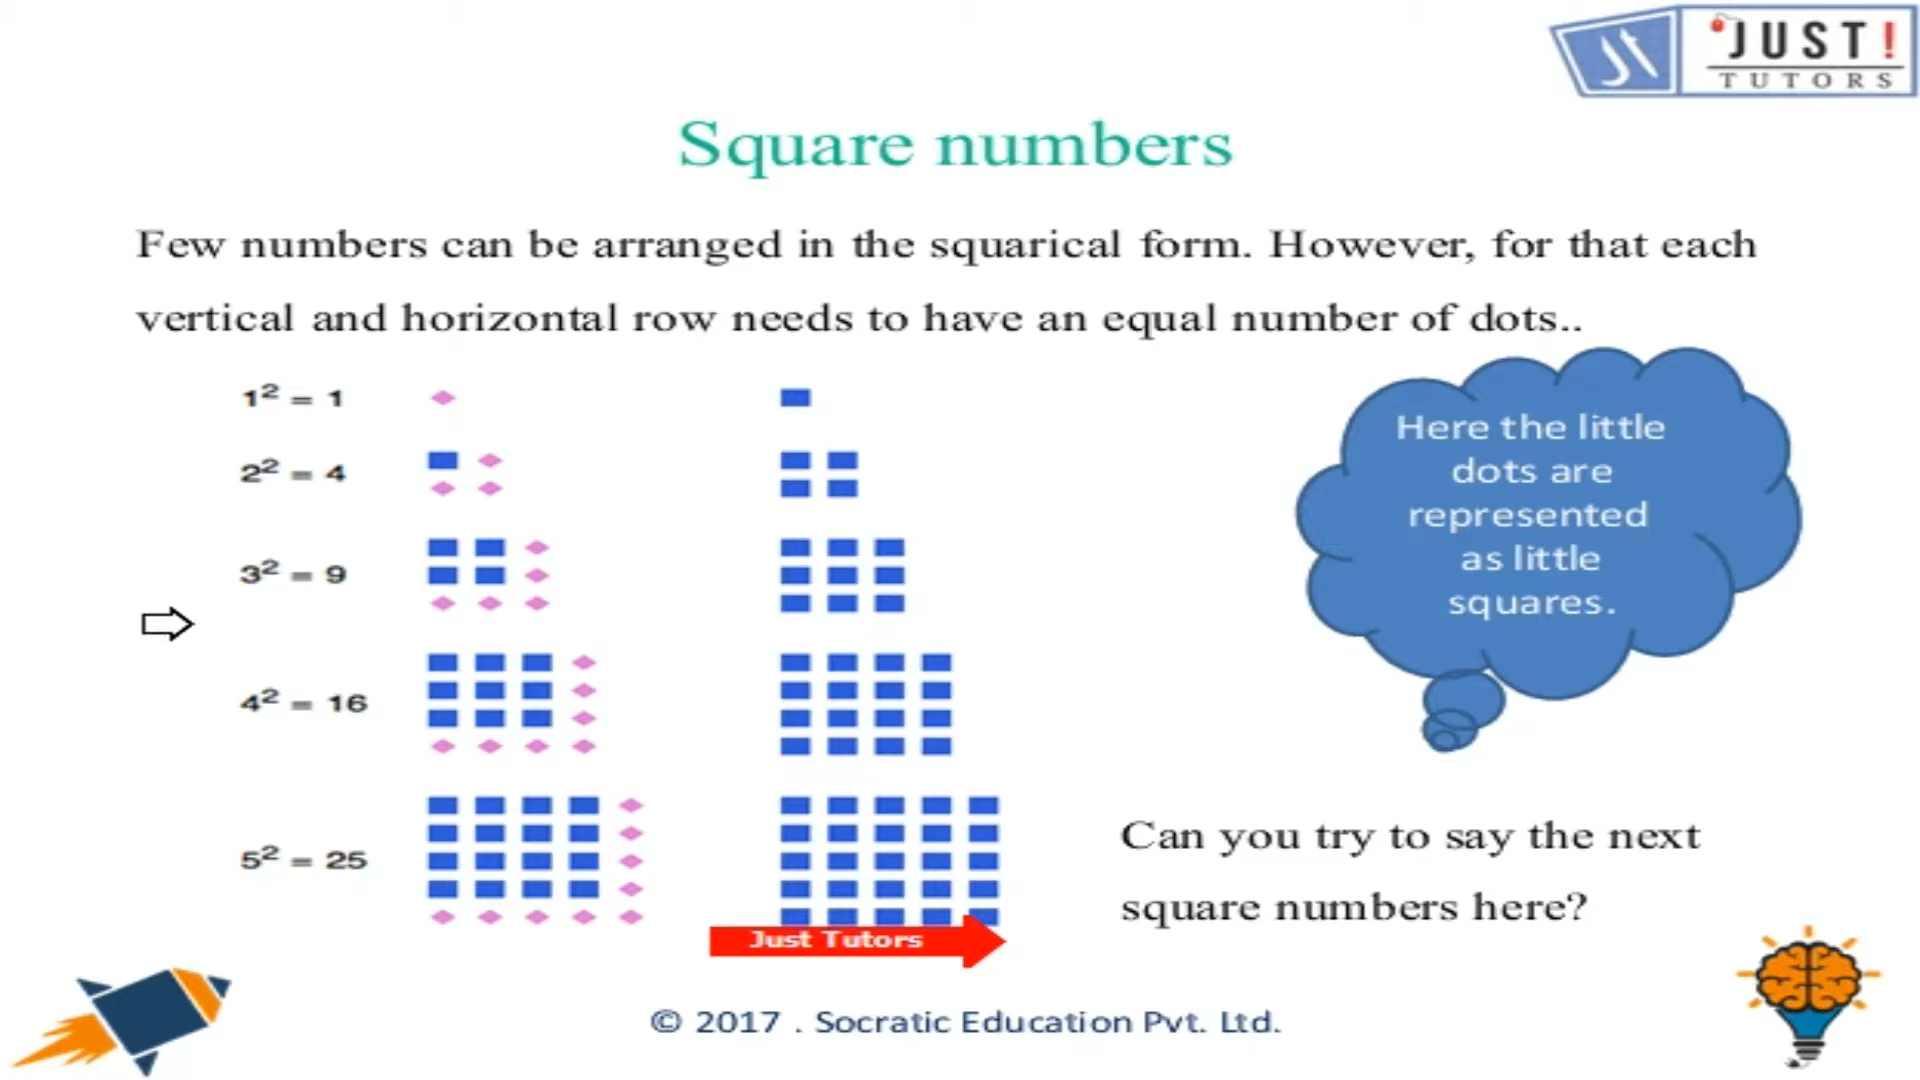 JUST!
TUTORS
Square numbers
Few numbers can be arranged in the squarical form. However, for that each
vertical and horizontal row needs to have an equal number of dots..
1² = 1
2² = 4
3² = 9
4² = 16
5² = 25
Here the little
dots are
represented
as little
squares.
Can you try to say the next
square numbers here?
Just Tutors
© 2017 . Socratic Education Pvt. Ltd.